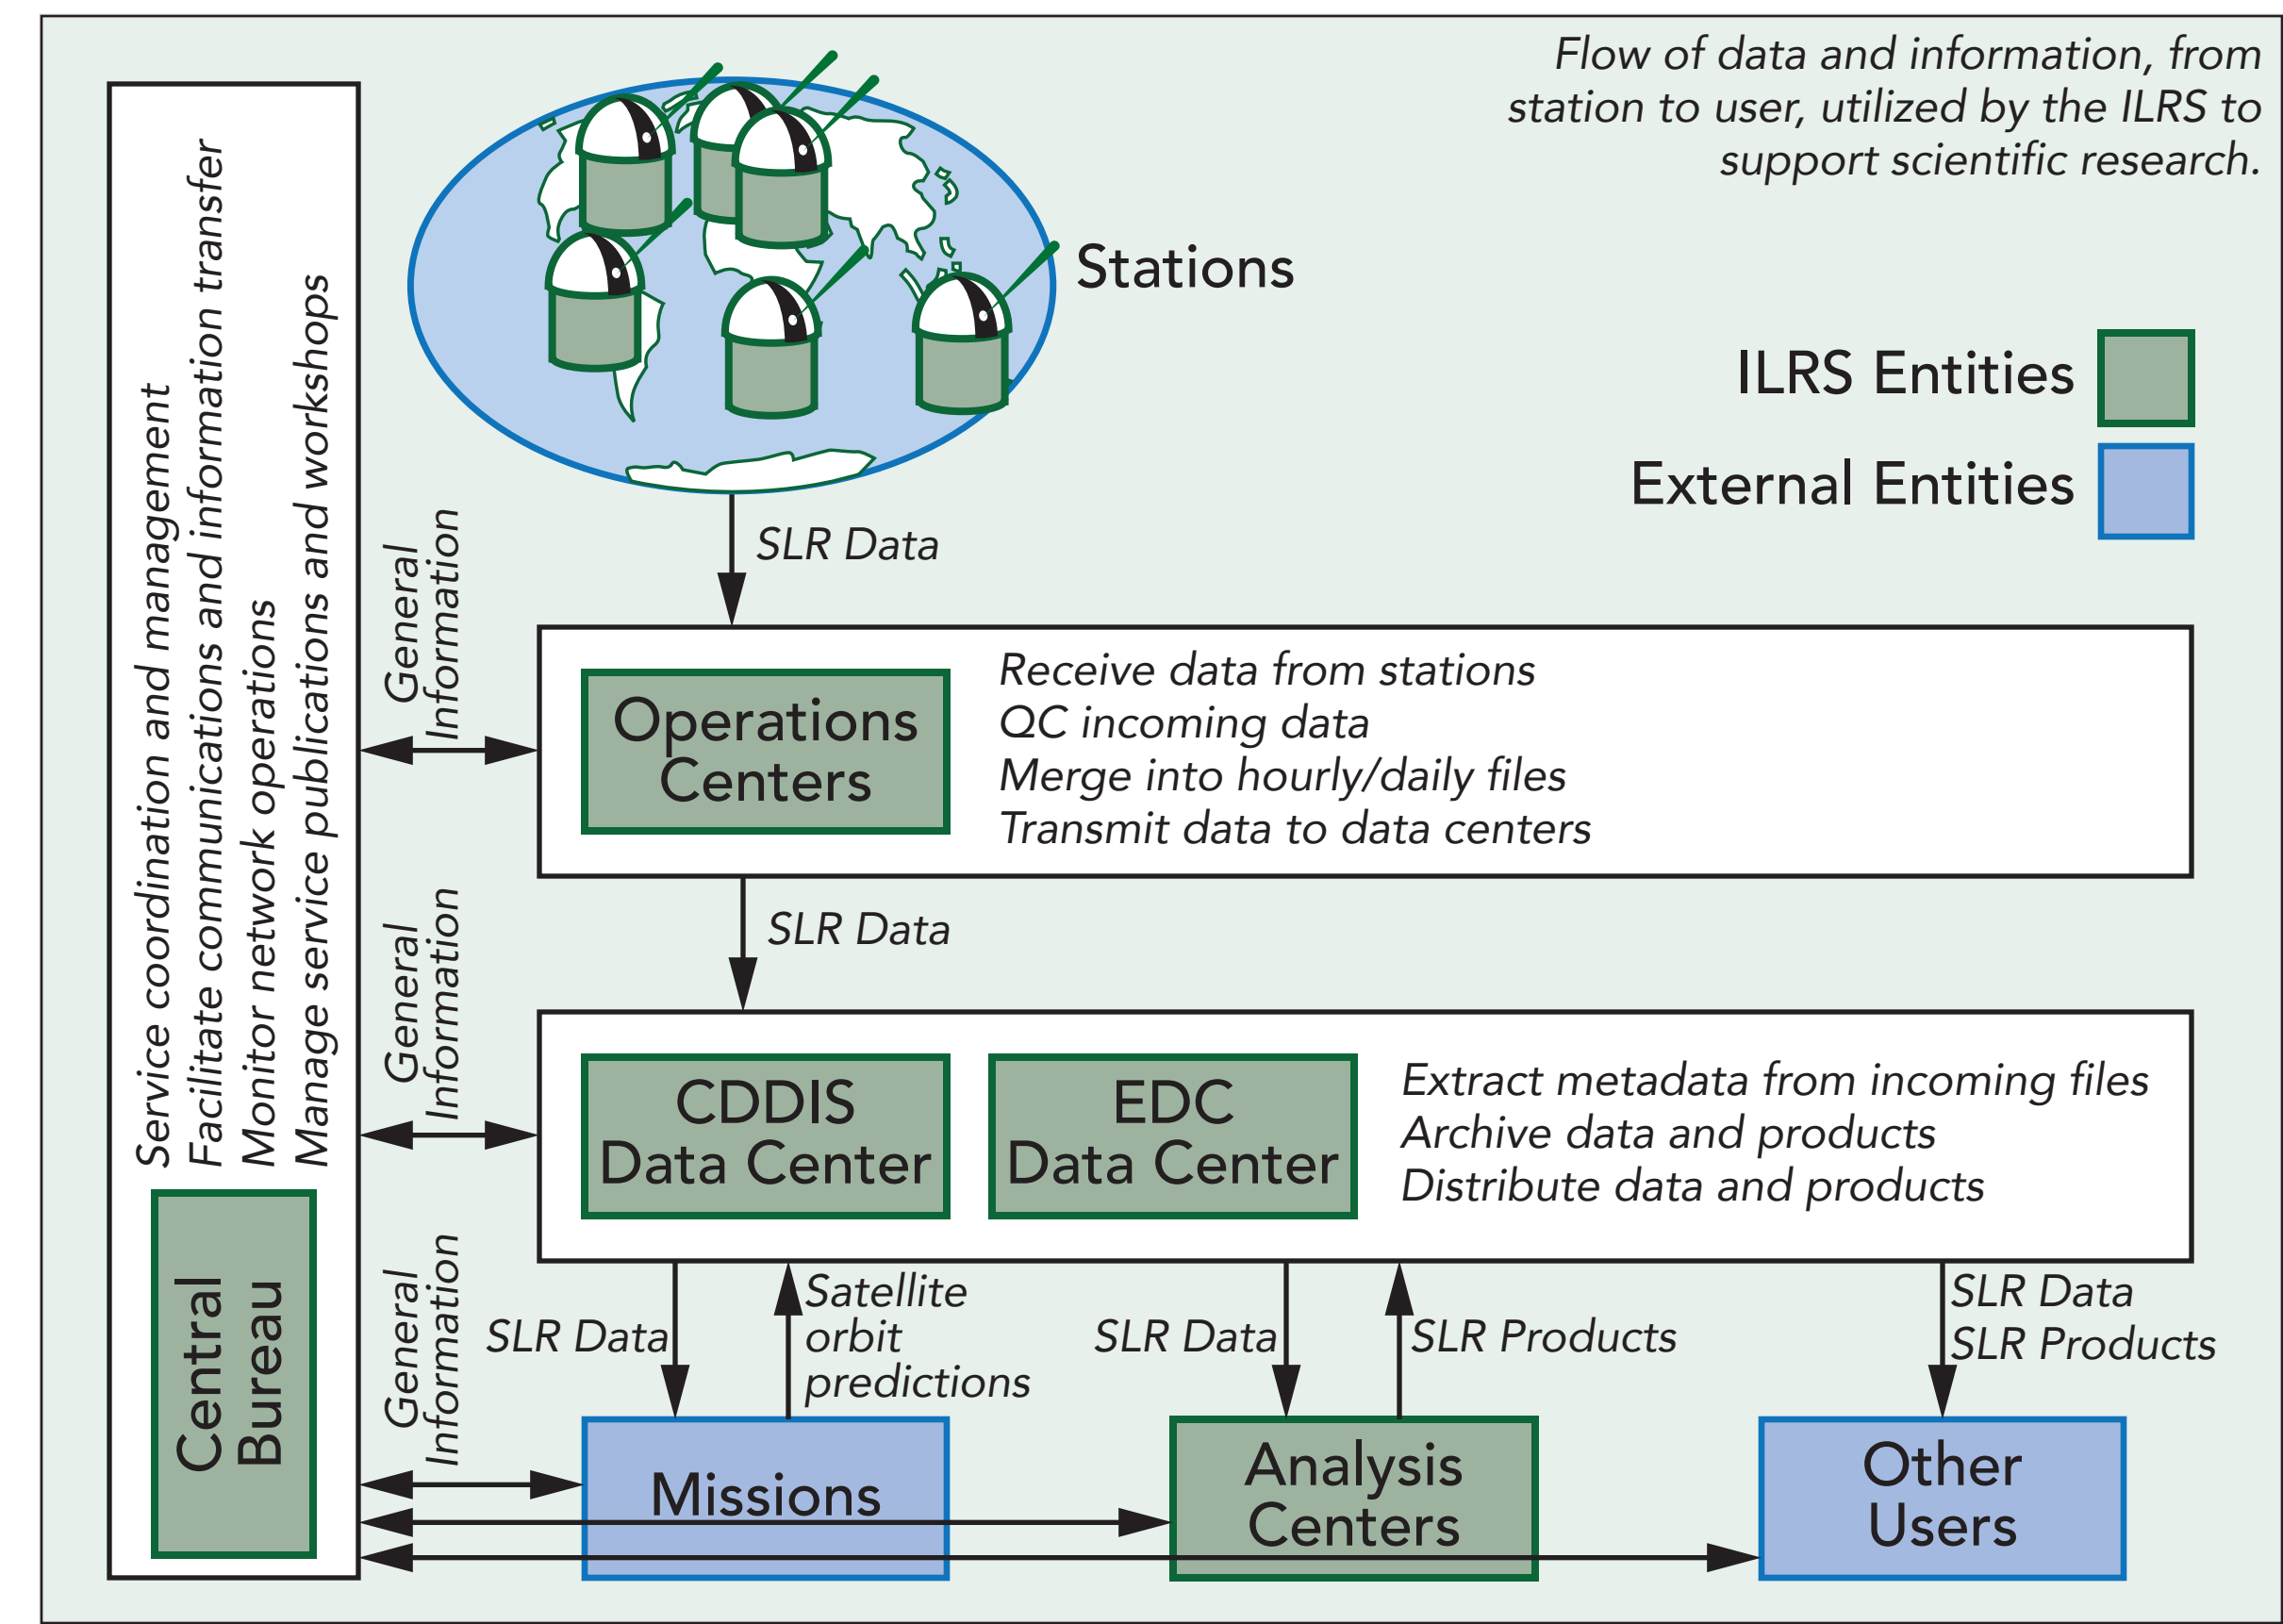 Flow of data and information, from
station to user, utilized by the ILRS to
support scientific research.
Stations
ILRS Entities
External Entities
Service coordination and management
Facilitate communications and information transfer
Monitor network operations
Manage service publications and workshops
Central
Bureau
SLR Data
General
Information
Operations
Centers
Receive data from stations
QC incoming data
Merge into hourly/daily files
Transmit data to data centers
SLR Data
General
Information
CDDIS
Data Center
EDC
Data Center
Extract metadata from incoming files
Archive data and products
Distribute data and products
General
Information
SLR Data
Satellite
orbit
predictions
SLR Data
SLR Products
SLR Data
SLR Products
Missions
Analysis
Centers
Other
Users